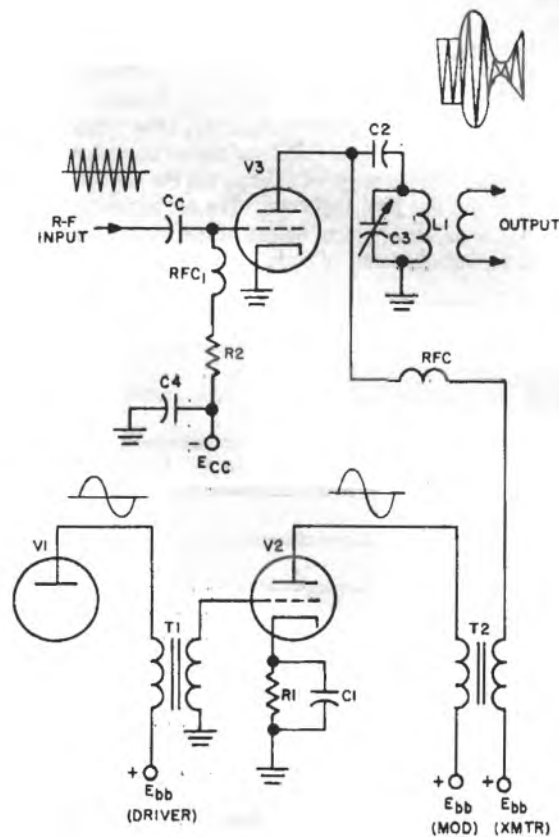 C2
V3
CC
R-F
INPUT
C3
L1
OUTPUT
RFC1
R2
RFC
C4
-
ECC
V1
V2
T1
T2
R1
C1
+
Ebb
(DRIVER)
+
Ebb
(MOD)
+
Ebb
(XMTR)